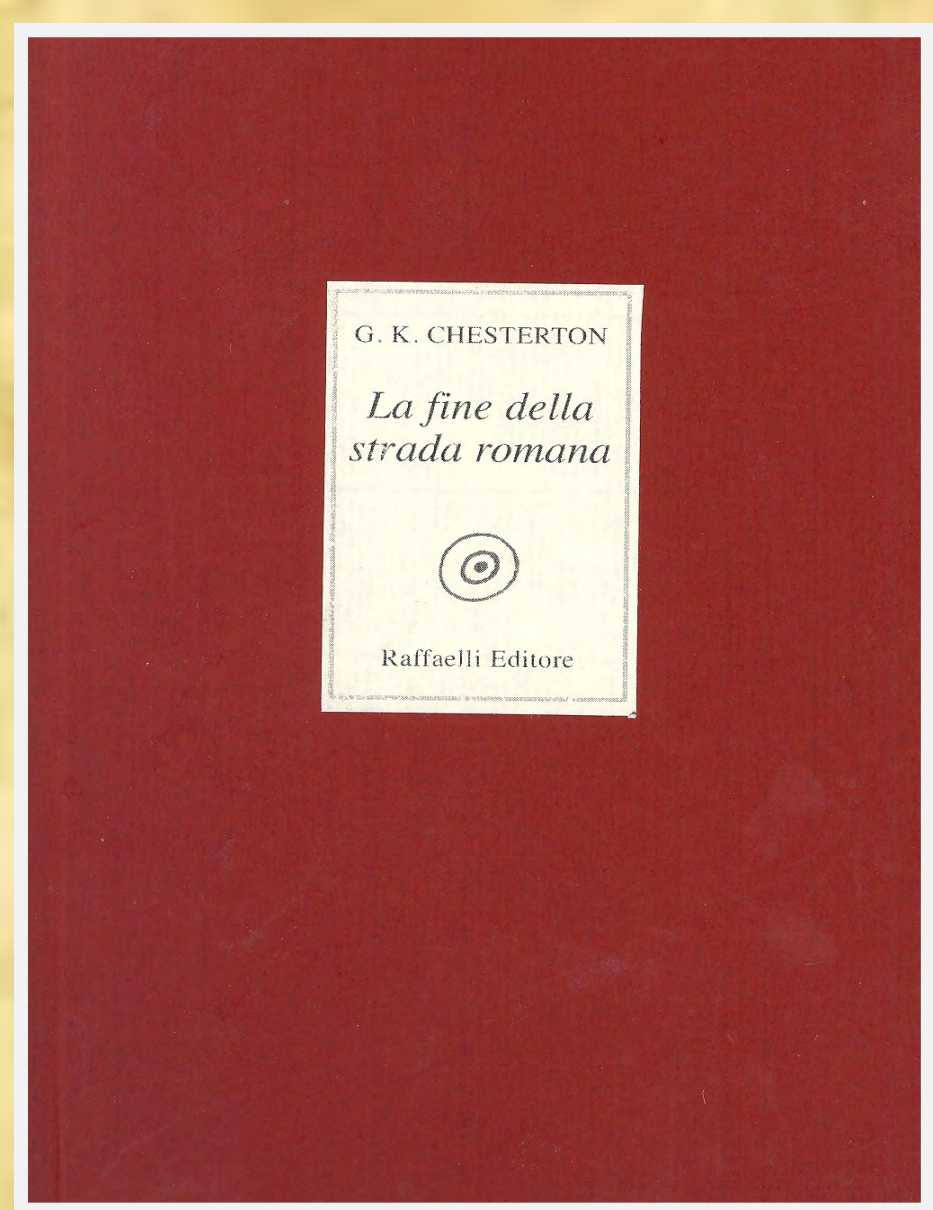 G. K. CHESTERTON
La fine della
strada romana
Raffaelli Editore